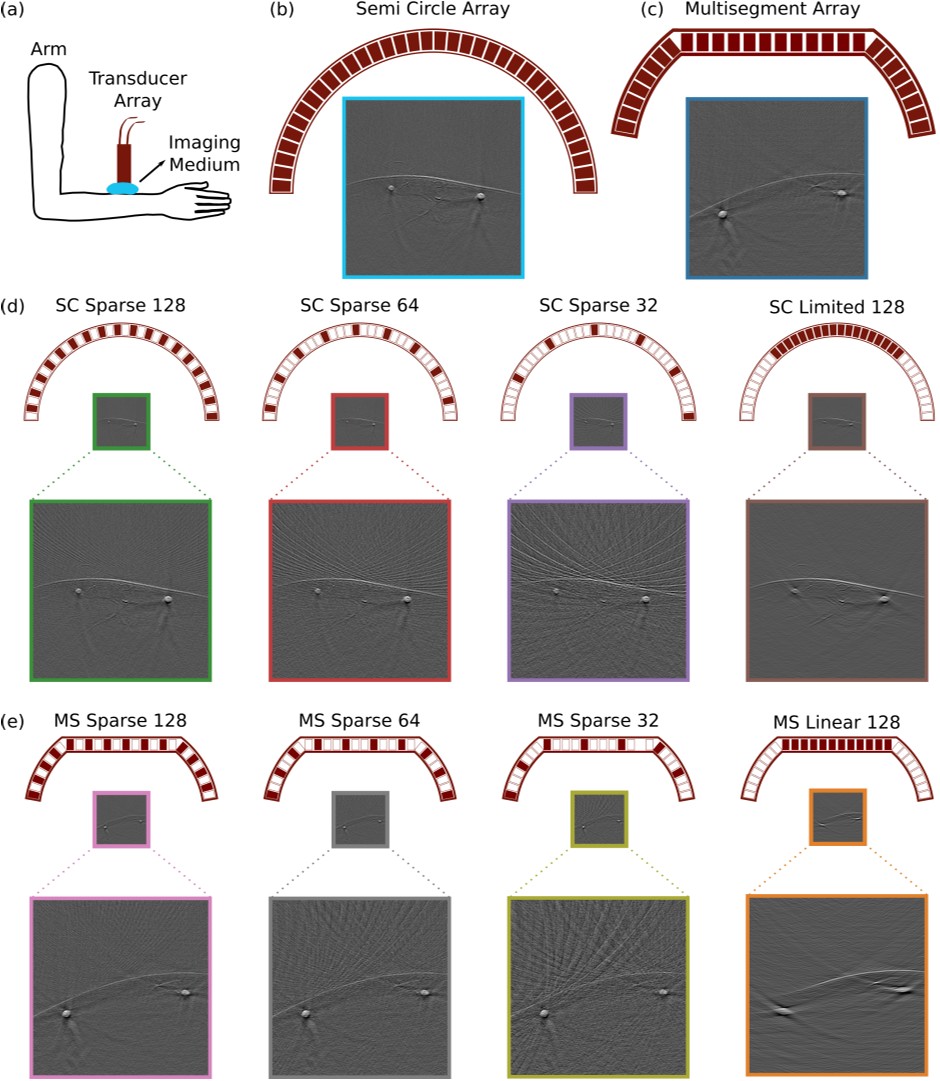 (a)
Arm
Transducer
Array
Imaging
Medium
(b)
Semi Circle Array
(c)
Multisegment Array
(d)
SC Sparse 128
SC Sparse 64
SC Sparse 32
SC Limited 128
(e)
MS Sparse 128
MS Sparse 64
MS Sparse 32
MS Linear 128